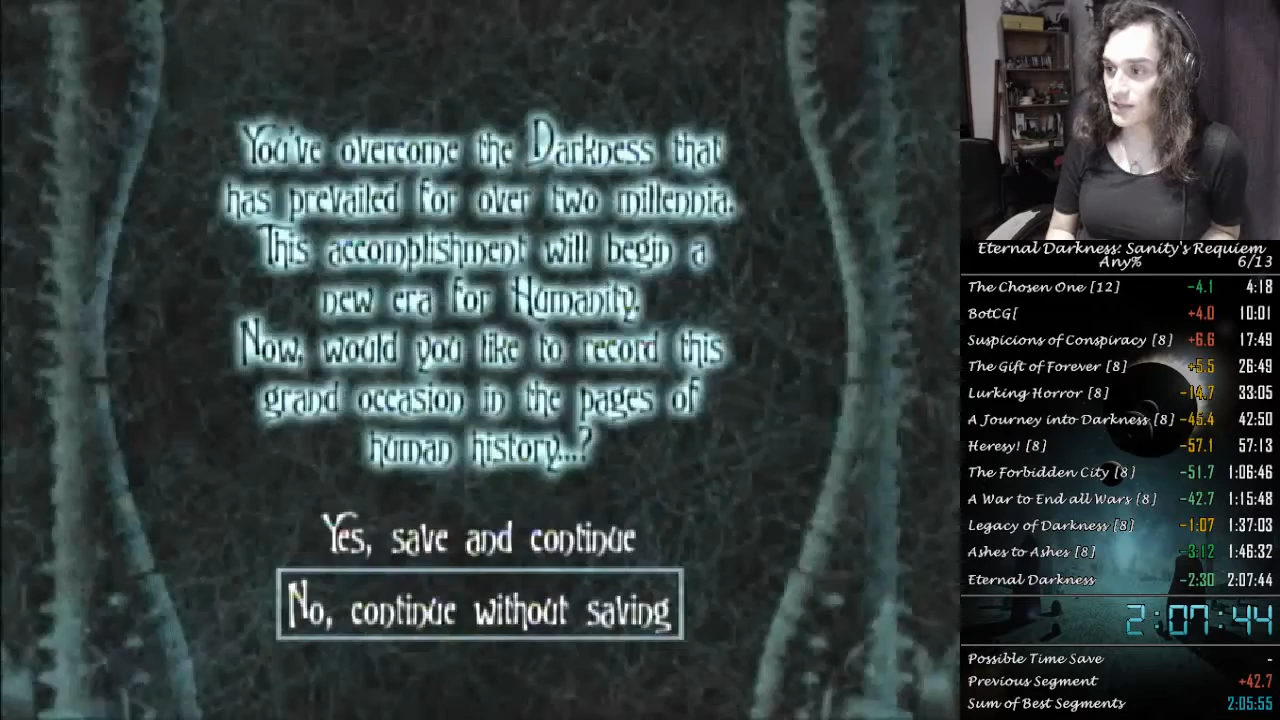 You've overcome the Darkness that
has prevailed for over two millennia.
This accomplishment will begin a
new era for Humanity.
Now, would you like to record this
grand occasion in the pages of
human history...?
Yes, save and continue
No, continue without saving
Eternal Darkness: Sanity's Requiem
Any% 6/13
The Chosen One [12] -4.1 4:18
BotCG[ +4.0 10:01
Suspicions of Conspiracy [8] +6.6 17:49
The Gift of Forever [8] +5.5 26:49
Lurking Horror [8] -14.7 33:05
A Journey into Darkness [8] -45.4 42:50
Heresy! [8] -57.1 57:13
The Forbidden City [8] -51.7 1:06:46
A War to End all Wars [8] -42.7 1:15:48
Legacy of Darkness [8] -1:07 1:37:03
Ashes to Ashes [8] -3:12 1:46:32
Eternal Darkness -2:30 2:07:44
2:07:44
Possible Time Save -
Previous Segment +42.7
Sum of Best Segments 2:05:55